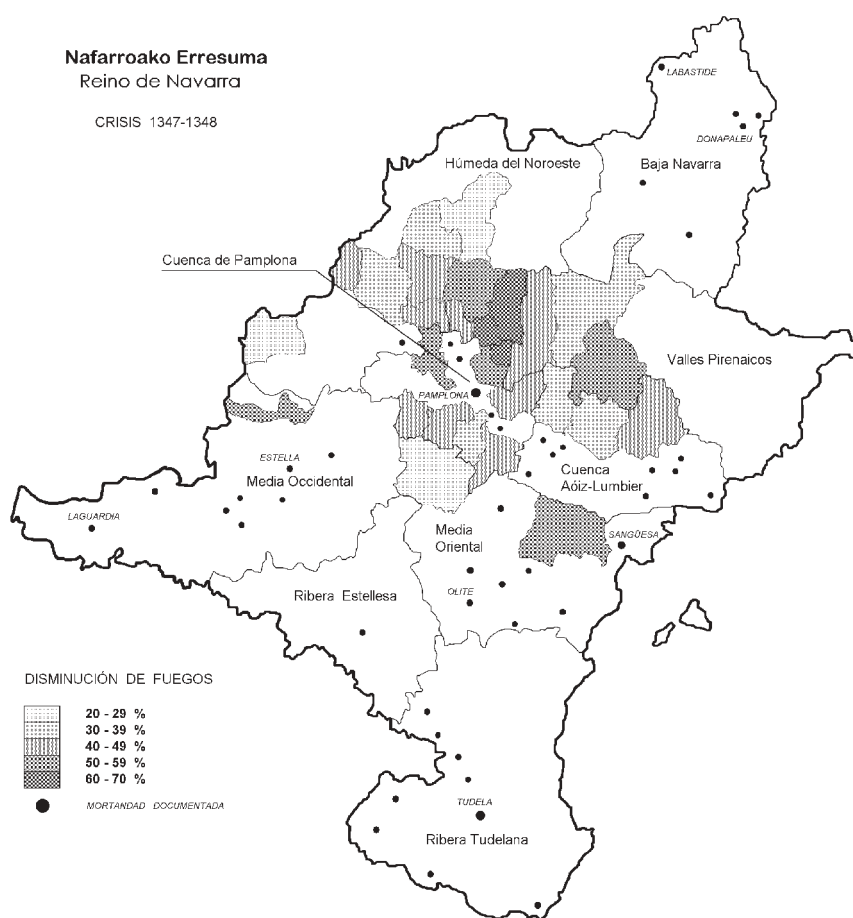 Nafarroako Erresuma
Reino de Navarra
CRISIS 1347-1348
LABASTIDE
DONAPALEU
Húmeda del Noroeste
Baja Navarra
Cuenca de Pamplona
Valles Pirenaicos
PAMPLONA
ESTELLA
Media Occidental
Cuenca
Aóiz-Lumbier
LAGUARDIA
Media
Oriental
SANGÜESA
OLITE
Ribera Estellesa
DISMINUCIÓN DE FUEGOS
20 - 29 %
30 - 39 %
40 - 49 %
50 - 59 %
60 - 70 %
MORTANDAD DOCUMENTADA
TUDELA
Ribera Tudelana